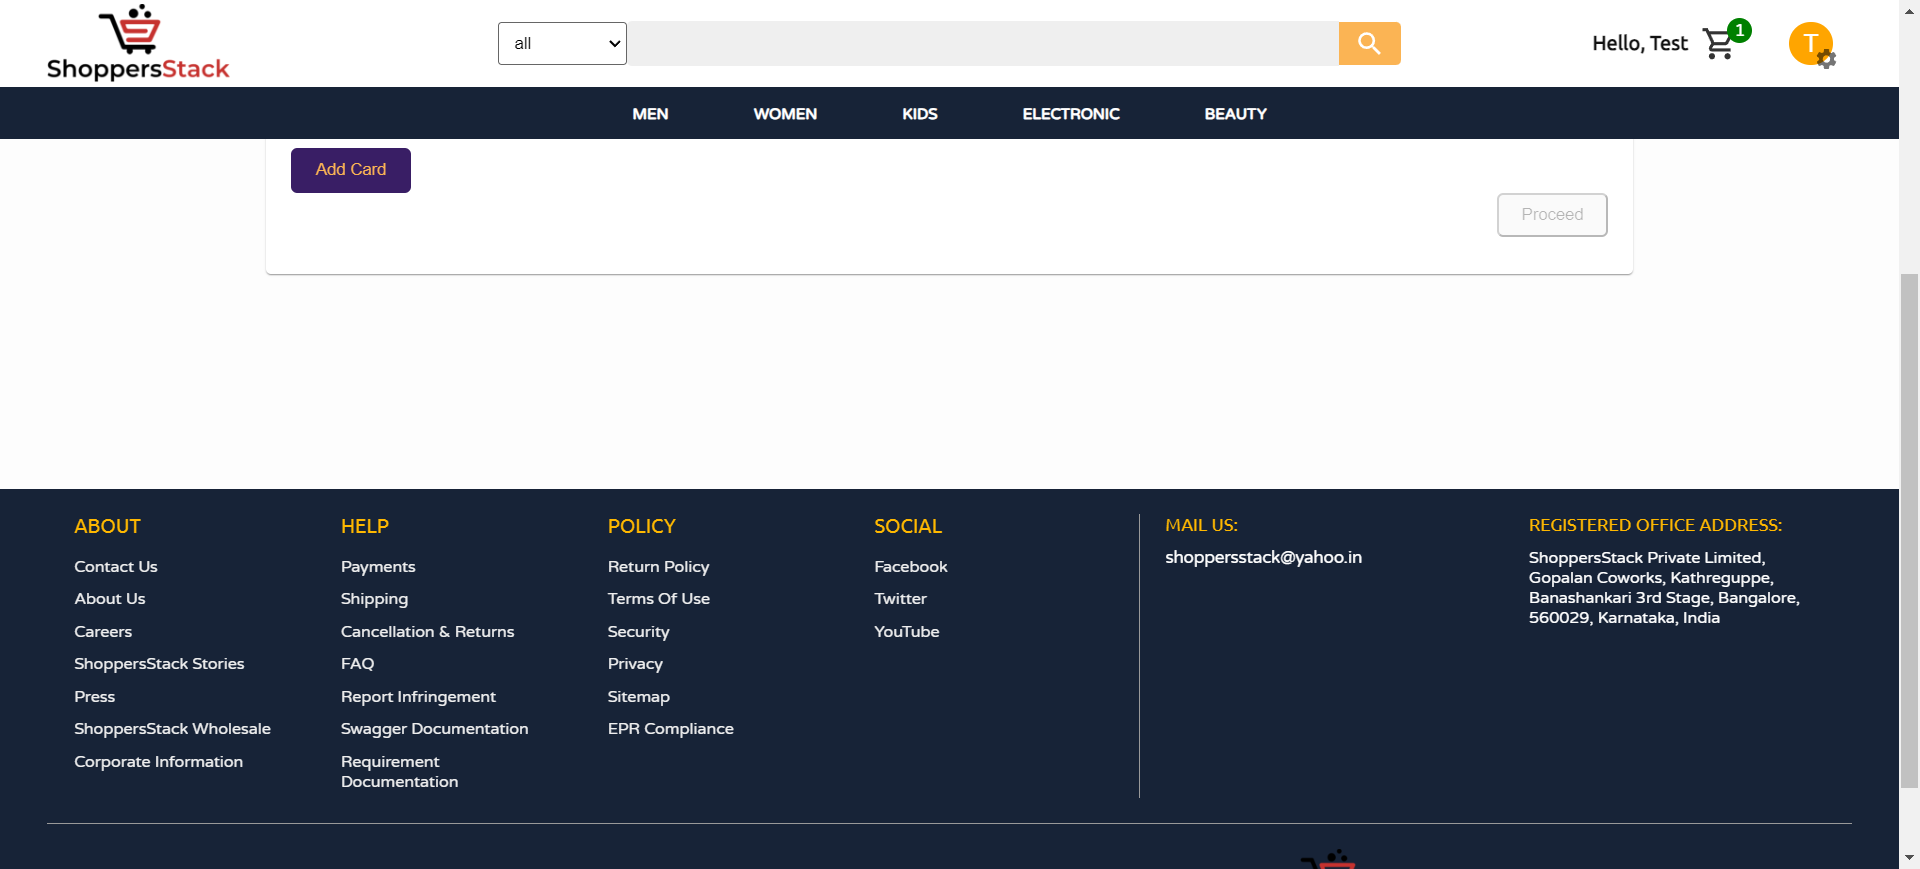 ShoppersStack
all
Hello, Test
1
T
MEN
WOMEN
KIDS
ELECTRONIC
BEAUTY
Add Card
Proceed
ABOUT
Contact Us
About Us
Careers
ShoppersStack Stories
Press
ShoppersStack Wholesale
Corporate Information
HELP
Payments
Shipping
Cancellation & Returns
FAQ
Report Infringement
Swagger Documentation
Requirement
Documentation
POLICY
Return Policy
Terms Of Use
Security
Privacy
Sitemap
EPR Compliance
SOCIAL
Facebook
Twitter
YouTube
MAIL US:
shoppersstack@yahoo.in
REGISTERED OFFICE ADDRESS:
ShoppersStack Private Limited,
Gopalan Coworks, Kathreguppe,
Banashankari 3rd Stage, Bangalore,
560029, Karnataka, India